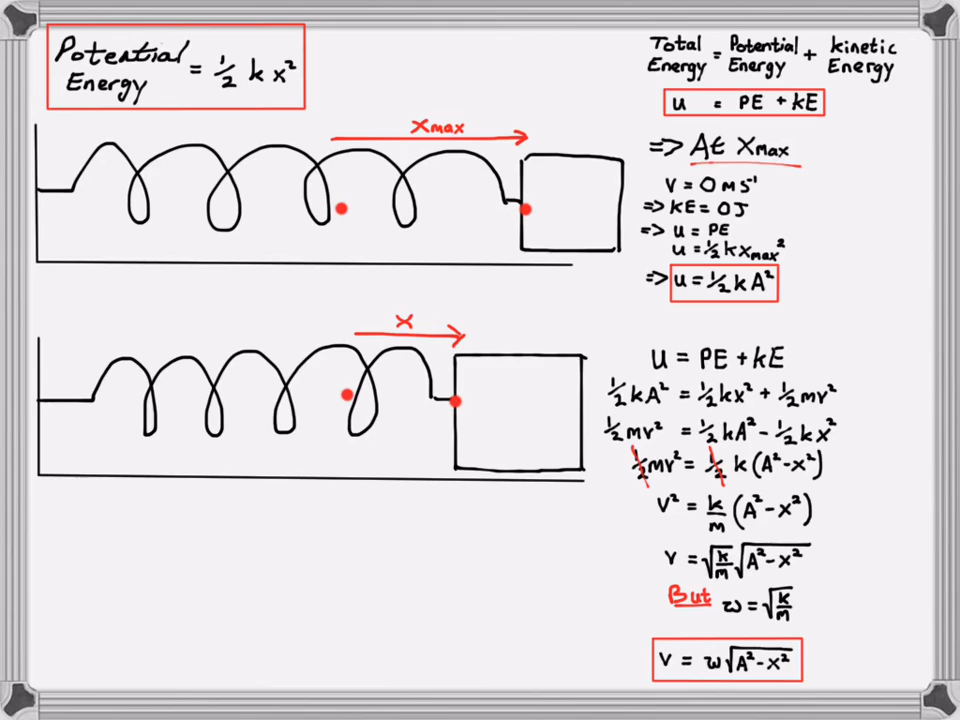 Potential Energy = ½ k x²
Xmax
x
Total Energy = Potential Energy + kinetic Energy
u = PE + kE
=> At Xmax
V = 0 ms⁻¹
=> kE = 0J
=> u = PE
u = ½ k xmax²
=> u = ½ k A²
u = PE + kE
½ kA² = ½ kx² + ½ mv²
½ mv² = ½ kA² - ½ kx²
½ mv² = ½ k (A² - x²)
V² = k/m (A² - x²)
V = √k/m √A² - x²
But ω = √k/m
V = ω√A² - x²